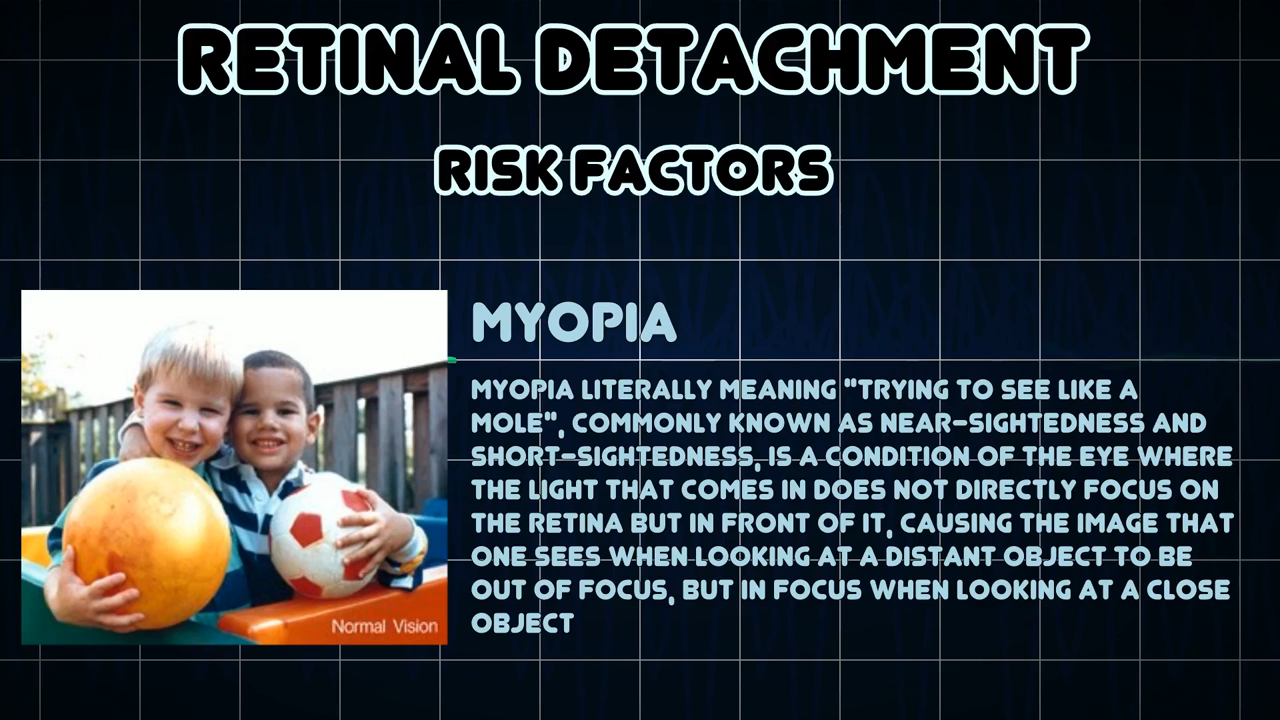 RETINAL DETACHMENT
RISK FACTORS
MYOPIA
MYOPIA LITERALLY MEANING "TRYING TO SEE LIKE A
MOLE", COMMONLY KNOWN AS NEAR-SIGHTEDNESS AND
SHORT-SIGHTEDNESS, IS A CONDITION OF THE EYE WHERE
THE LIGHT THAT COMES IN DOES NOT DIRECTLY FOCUS ON
THE RETINA BUT IN FRONT OF IT, CAUSING THE IMAGE THAT
ONE SEES WHEN LOOKING AT A DISTANT OBJECT TO BE
OUT OF FOCUS, BUT IN FOCUS WHEN LOOKING AT A CLOSE
OBJECT
Normal Vision